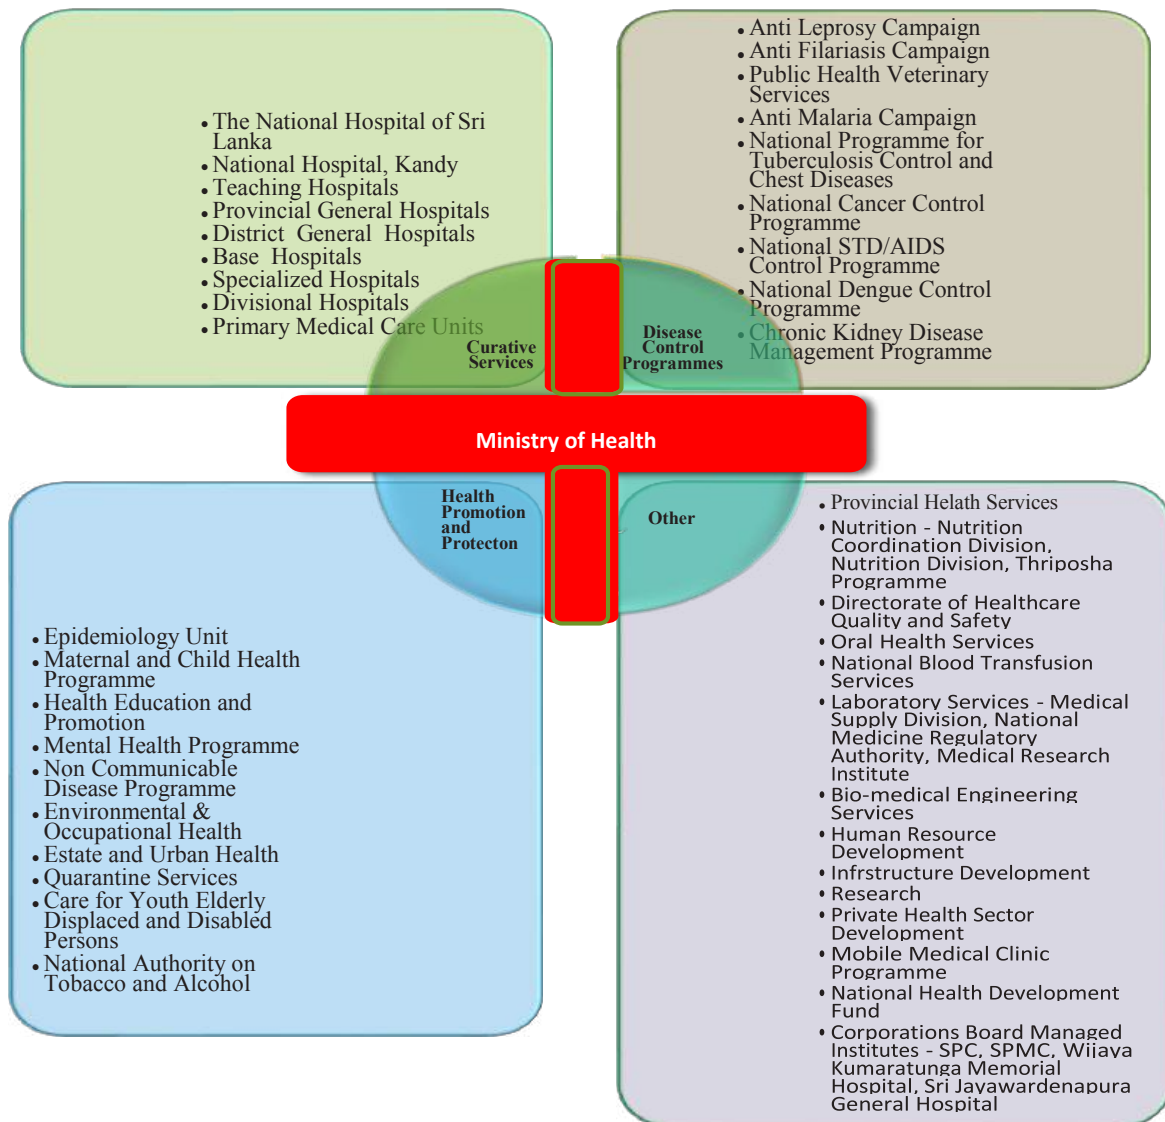 • The National Hospital of Sri
Lanka
• National Hospital, Kandy
• Teaching Hospitals
• Provincial General Hospitals
• District General Hospitals
• Base Hospitals
• Specialized Hospitals
• Divisional Hospitals
• Primary Medical Care Units
Curative
Services
• Anti Leprosy Campaign
• Anti Filariasis Campaign
• Public Health Veterinary
Services
• Anti Malaria Campaign
• National Programme for
Tuberculosis Control and
Chest Diseases
• National Cancer Control
Programme
• National STD/AIDS
Control Programme
• National Dengue Control
Programme
• Chronic Kidney Disease
Management Programme
Disease
Control
Programmes
Ministry of Health
Health
Promotion
and
Protecton
• Epidemiology Unit
• Maternal and Child Health
Programme
• Health Education and
Promotion
• Mental Health Programme
• Non Communicable
Disease Programme
• Environmental &
Occupational Health
• Estate and Urban Health
• Quarantine Services
• Care for Youth Elderly
Displaced and Disabled
Persons
• National Authority on
Tobacco and Alcohol
Other
• Provincial Helath Services
• Nutrition - Nutrition
Coordination Division,
Nutrition Division, Thriposha
Programme
• Directorate of Healthcare
Quality and Safety
• Oral Health Services
• National Blood Transfusion
Services
• Laboratory Services - Medical
Supply Division, National
Medicine Regulatory
Authority, Medical Research
Institute
• Bio-medical Engineering
Services
• Human Resource
Development
• Infrstructure Development
• Research
• Private Health Sector
Development
• Mobile Medical Clinic
Programme
• National Health Development
Fund
• Corporations Board Managed
Institutes - SPC, SPMC, Wijaya
Kumaratunga Memorial
Hospital, Sri Jayawardenapura
General Hospital